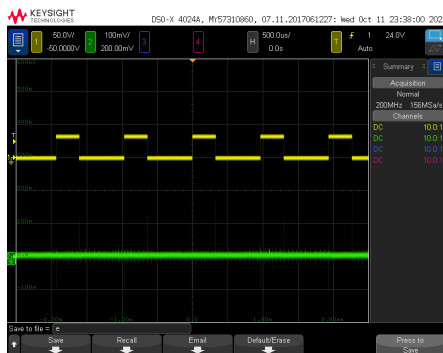 KEYSIGHT
TECHNOLOGIES
DSO-X 4024A, MY57310860, 07.11.2017061227: Wed Oct 11 23:38:00 202
1 50.0V/ 2 100mV/ 3 4 H 500.0us/ T 1 24.0V
-50.0000V 200.00mV 0.0s Auto
Summary
Acquisition
Normal
200MHz 156MSa/s
Channels
DC 10.0:1
DC 10.0:1
DC 10.0:1
DC 10.0:1
Save to file = e
Save Recall Email Default/Erase Press to
Save